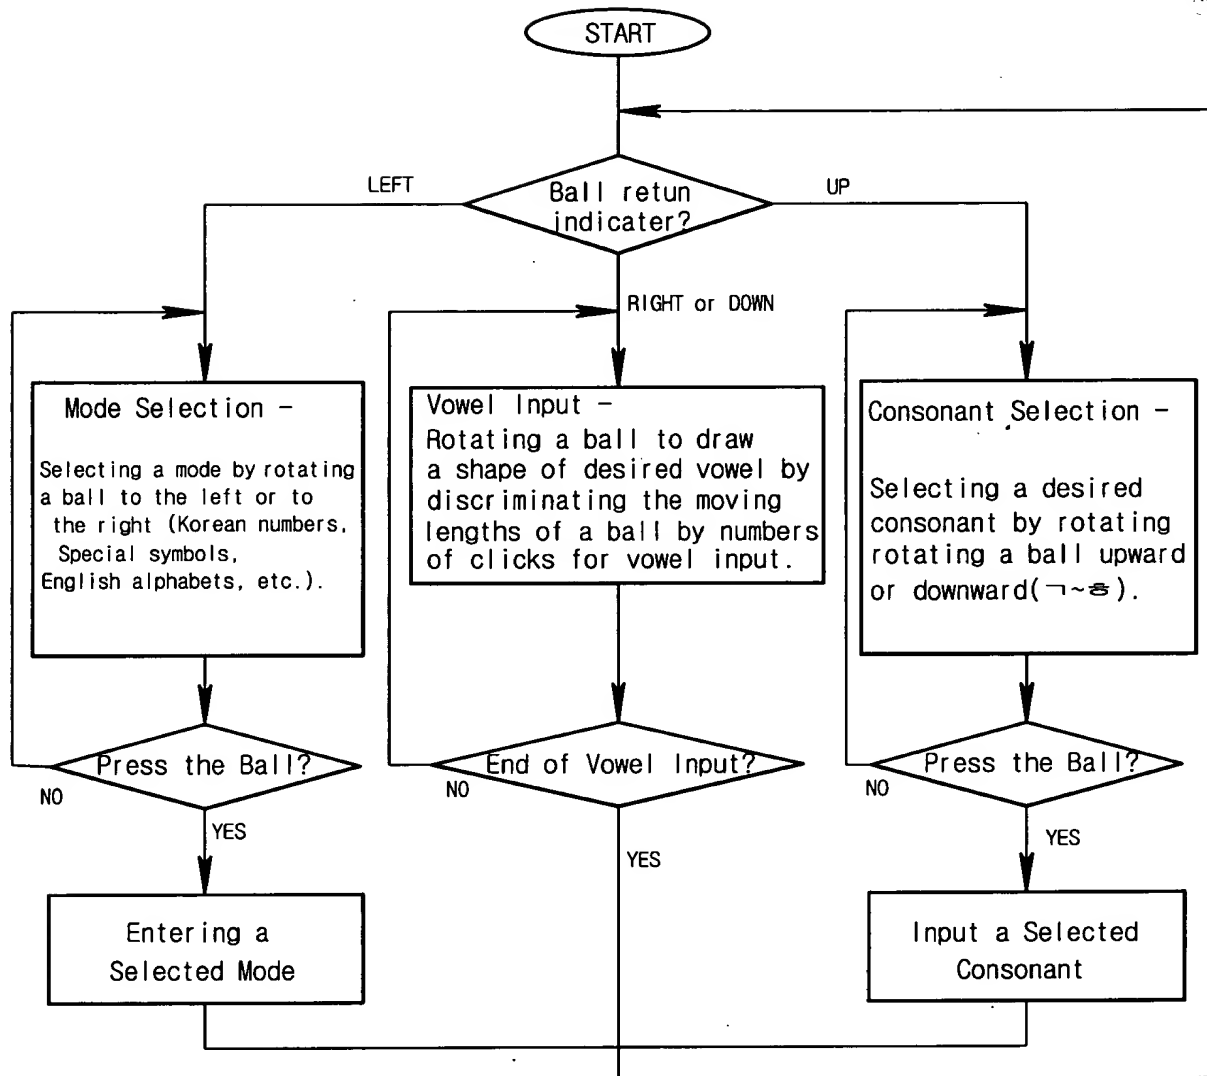 START
Ball retun
indicater?
LEFT
UP
RIGHT or DOWN
Mode Selection -
Selecting a mode by rotating
a ball to the left or to
the right (Korean numbers,
Special symbols,
English alphabets, etc.).
Vowel Input -
Rotating a ball to draw
a shape of desired vowel by
discriminating the moving
lengths of a ball by numbers
of clicks for vowel input.
Consonant Selection -
Selecting a desired
consonant by rotating
rotating a ball upward
or downward(ㄱ~ㅎ).
Press the Ball?
NO
YES
End of Vowel Input?
NO
YES
Press the Ball?
NO
YES
Entering a
Selected Mode
Input a Selected
Consonant